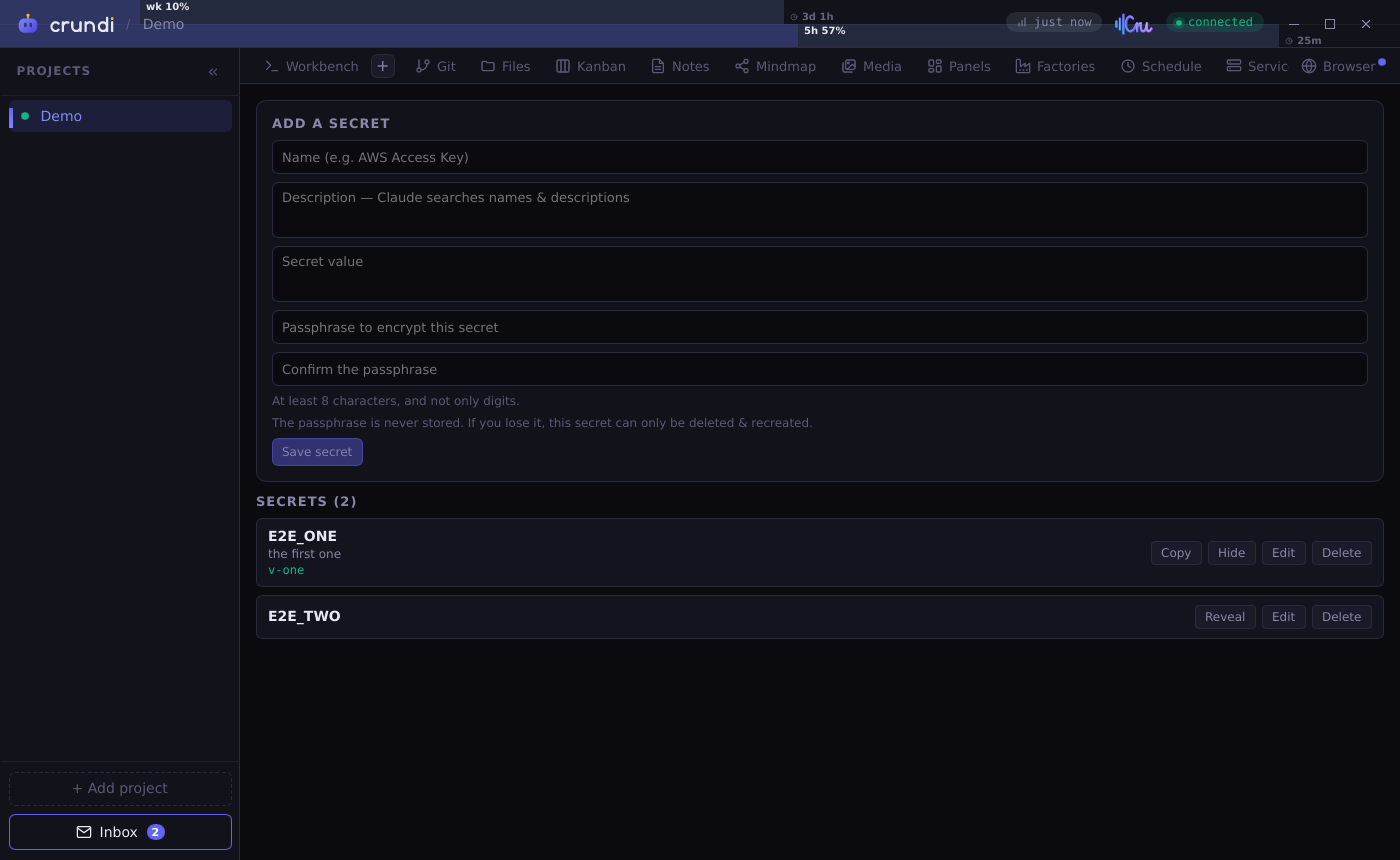 wk 10%
crundi / Demo
3d 1h
5h 57%
just now
Cru
connected
25m
PROJECTS
«
Workbench
+
Git
Files
Kanban
Notes
Mindmap
Media
Panels
Factories
Schedule
Servic
Browser
Demo
ADD A SECRET
Name (e.g. AWS Access Key)
Description — Claude searches names & descriptions
Secret value
Passphrase to encrypt this secret
Confirm the passphrase
At least 8 characters, and not only digits.
The passphrase is never stored. If you lose it, this secret can only be deleted & recreated.
Save secret
SECRETS (2)
E2E_ONE
the first one
v-one
Copy Hide Edit Delete
E2E_TWO
Reveal Edit Delete
+ Add project
Inbox 2